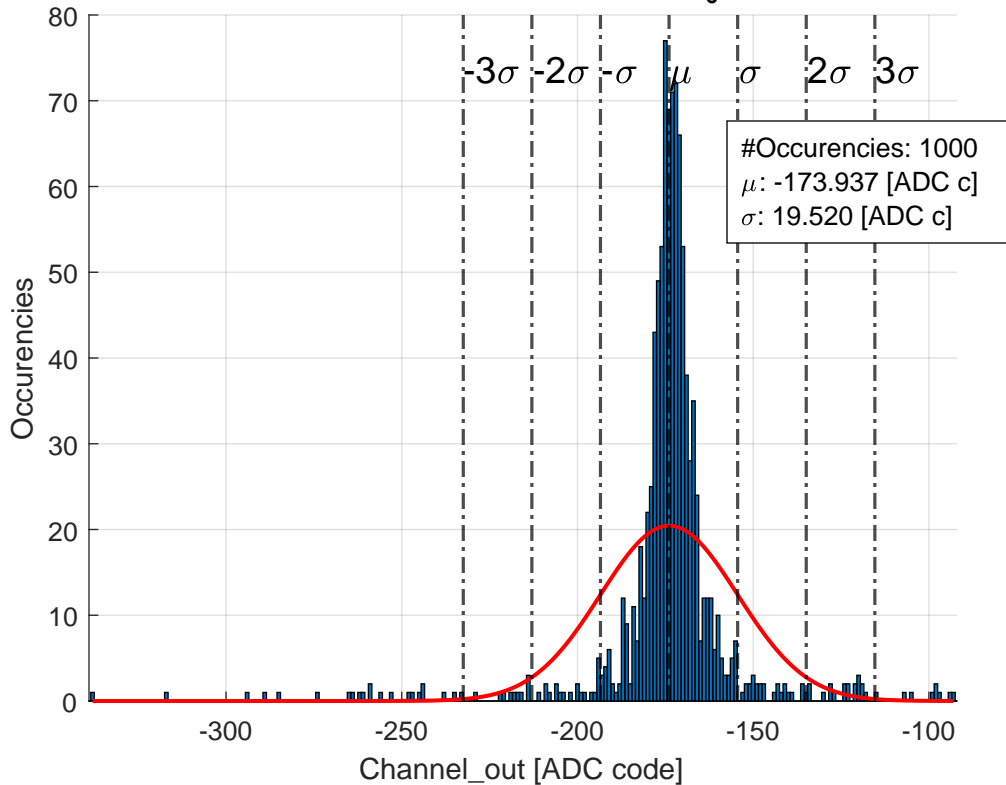 80
70
60
50
40
30
20
10
0
Occurencies
-3σ -2σ -σ μ σ 2σ 3σ
#Occurencies: 1000
μ: -173.937 [ADC c]
σ: 19.520 [ADC c]
-300 -250 -200 -150 -100
Channel_out [ADC code]